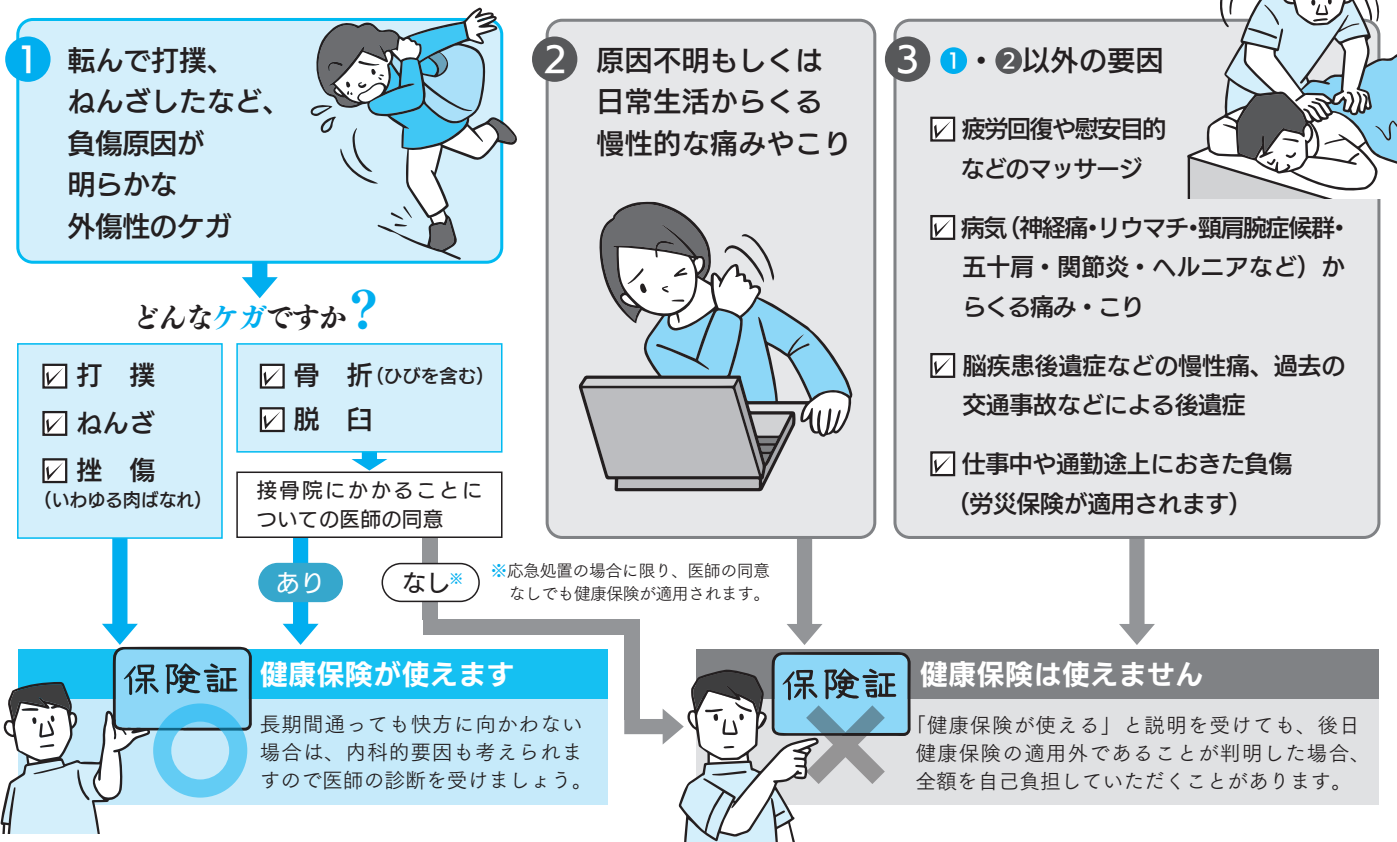 1 転んで打撲、
ねんざしたなど、
負傷原因が
明らかな
外傷性のケガ
どんなケガですか?
☑打　撲
☑ねんざ
☑挫　傷
(いわゆる肉ばなれ)
☑骨　折(ひびを含む)
☑脱　臼
接骨院にかかることに
ついての医師の同意
あり
なし※
※応急処置の場合に限り、医師の同意
なしでも健康保険が適用されます。
2 原因不明もしくは
日常生活からくる
慢性的な痛みやこり
3 ❶・❷以外の要因
☑疲労回復や慰安目的
などのマッサージ
☑病気(神経痛・リウマチ・頸肩腕症候群・
五十肩・関節炎・ヘルニアなど)か
らくる痛み・こり
☑脳疾患後遺症などの慢性痛、過去の
交通事故などによる後遺症
☑仕事中や通勤途上におきた負傷
(労災保険が適用されます)
保険証
健康保険が使えます
長期間通っても快方に向かわない
場合は、内科的要因も考えられま
すので医師の診断を受けましょう。
保険証
健康保険は使えません
「健康保険が使える」と説明を受けても、後日
健康保険の適用外であることが判明した場合、
全額を自己負担していただくことがあります。